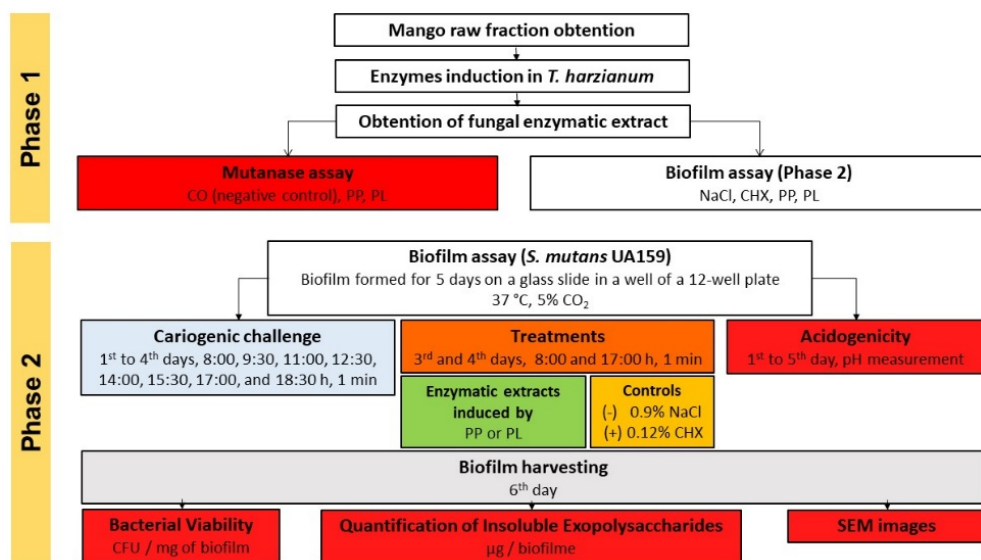 Phase 1
Mango raw fraction obtention
Enzymes induction in T. harzianum
Obtention of fungal enzymatic extract
Mutanase assay
CO (negative control), PP, PL
Biofilm assay (Phase 2)
NaCl, CHX, PP, PL
Phase 2
Biofilm assay (S. mutans UA159)
Biofilm formed for 5 days on a glass slide in a well of a 12-well plate
37 °C, 5% CO₂
Cariogenic challenge
1st to 4th days, 8:00, 9:30, 11:00, 12:30,
14:00, 15:30, 17:00, and 18:30 h, 1 min
Treatments
3rd and 4th days, 8:00 and 17:00 h, 1 min
Enzymatic extracts
induced by
PP or PL
Controls
(-) 0.9% NaCl
(+) 0.12% CHX
Acidogenicity
1st to 5th day, pH measurement
Biofilm harvesting
6th day
Bacterial Viability
CFU / mg of biofilm
Quantification of Insoluble Exopolysaccharides
µg / biofilme
SEM images